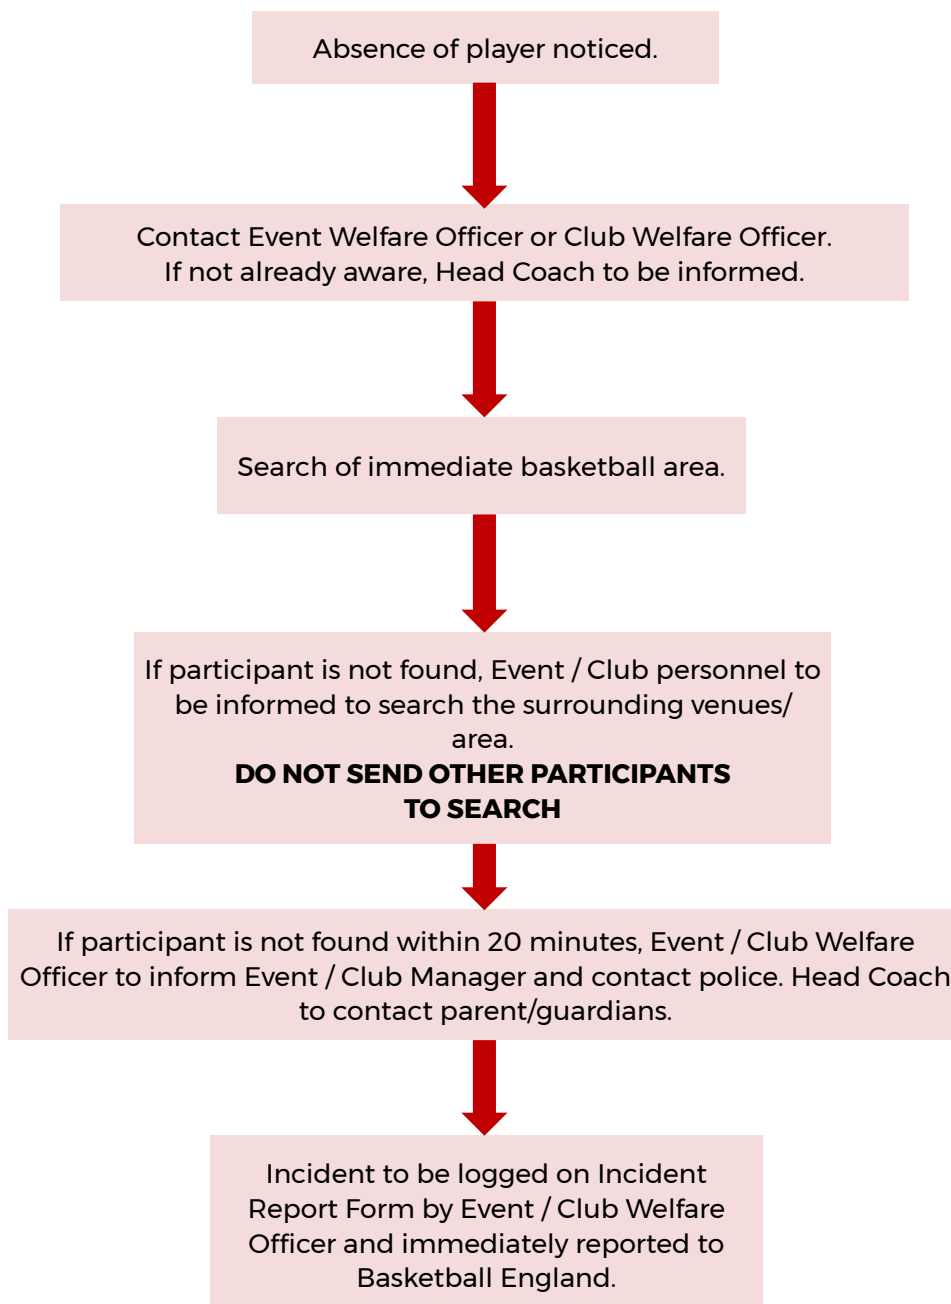 Absence of player noticed.
Contact Event Welfare Officer or Club Welfare Officer.
If not already aware, Head Coach to be informed.
Search of immediate basketball area.
If participant is not found, Event / Club personnel to
be informed to search the surrounding venues/
area.
DO NOT SEND OTHER PARTICIPANTS
TO SEARCH
If participant is not found within 20 minutes, Event / Club Welfare
Officer to inform Event / Club Manager and contact police. Head Coach
to contact parent/guardians.
Incident to be logged on Incident
Report Form by Event / Club Welfare
Officer and immediately reported to
Basketball England.